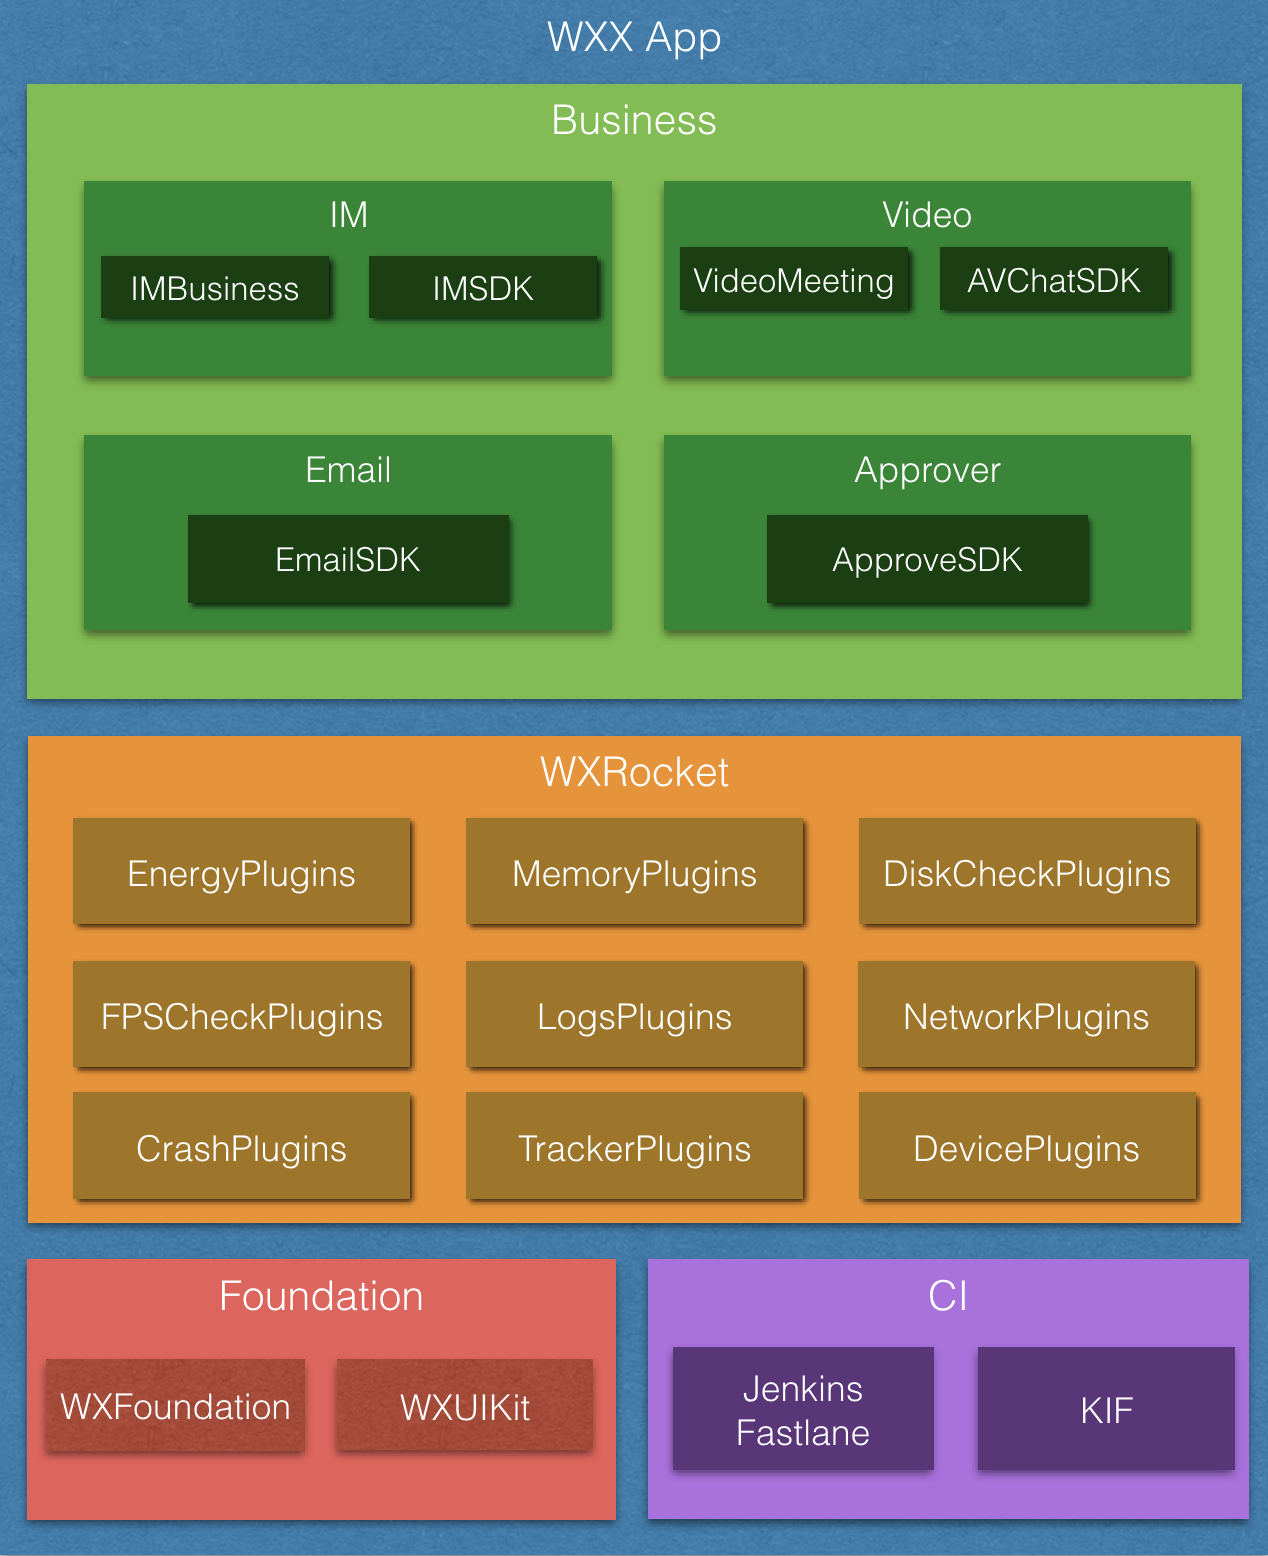 WXX App
Business
IM
IMBusiness
IMSDK
Video
VideoMeeting
AVChatSDK
Email
EmailSDK
Approver
ApproveSDK
WXRocket
EnergyPlugins
MemoryPlugins
DiskCheckPlugins
FPSCheckPlugins
LogsPlugins
NetworkPlugins
CrashPlugins
TrackerPlugins
DevicePlugins
Foundation
WXFoundation
WXUIKit
CI
Jenkins
Fastlane
KIF